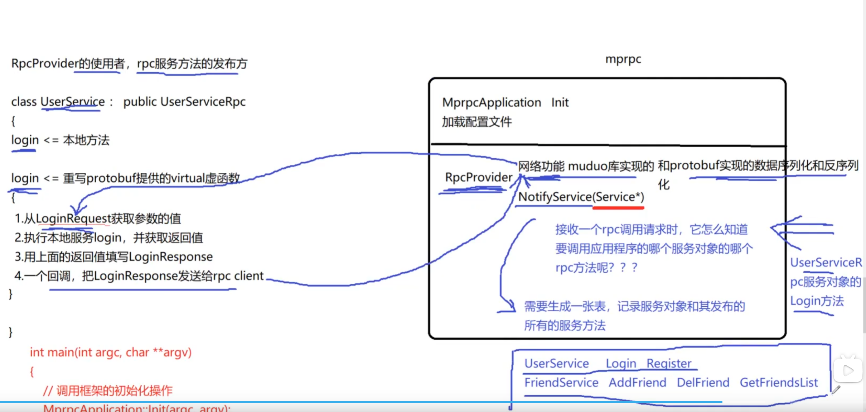 RpcProvider的使用者，rpc服务方法的发布方
class UserService ： public UserServiceRpc
{
login <= 本地方法
login <= 重写protobuf提供的virtual虚函数
{
1.从LoginRequest获取参数的值
2.执行本地服务login，并获取返回值
3.用上面的返回值填写LoginResponse
4.一个回调，把LoginResponse发送给rpc client
}
}
int main(int argc, char **argv)
{
// 调用框架的初始化操作
MprpcApplication::Init(argc, argv);
mprpc
MprpcApplication Init
加载配置文件
RpcProvider
网络功能 muduo库实现的
和protobuf实现的数据序列化和反序列
化
NotifyService(Service*)
接收一个rpc调用请求时，它怎么知道
要调用应用程序的哪个服务对象的哪个
rpc方法呢？？？
需要生成一张表，记录服务对象和其发布的
所有的服务方法
UserServiceR
pc服务对象的
Login方法
UserService Login Register
FriendService AddFriend DelFriend GetFriendsList